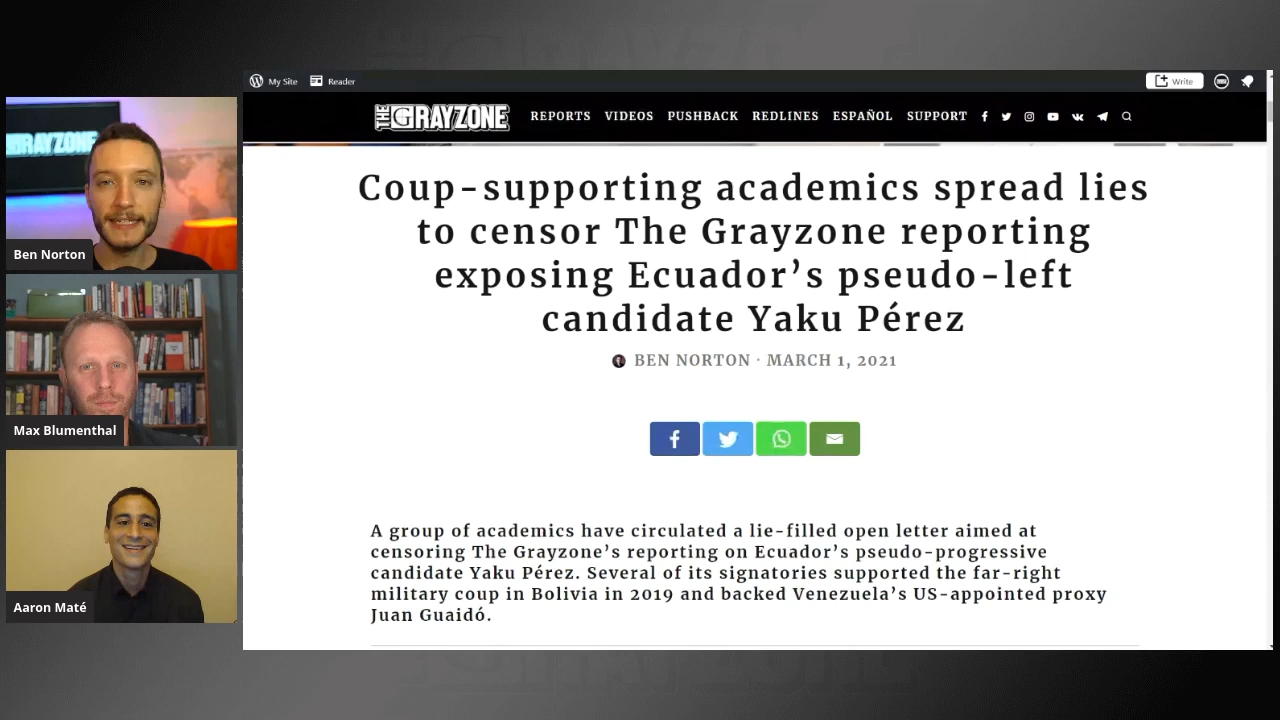 My Site
Reader
Write
THE GRAYZONE
REPORTS VIDEOS PUSHBACK REDLINES ESPAÑOL SUPPORT
Coup-supporting academics spread lies
to censor The Grayzone reporting
exposing Ecuador's pseudo-left
candidate Yaku Pérez
BEN NORTON · MARCH 1, 2021
A group of academics have circulated a lie-filled open letter aimed at
censoring The Grayzone's reporting on Ecuador's pseudo-progressive
candidate Yaku Pérez. Several of its signatories supported the far-right
military coup in Bolivia in 2019 and backed Venezuela's US-appointed proxy
Juan Guaidó.
GRAYZONE
Ben Norton
Max Blumenthal
Aaron Maté